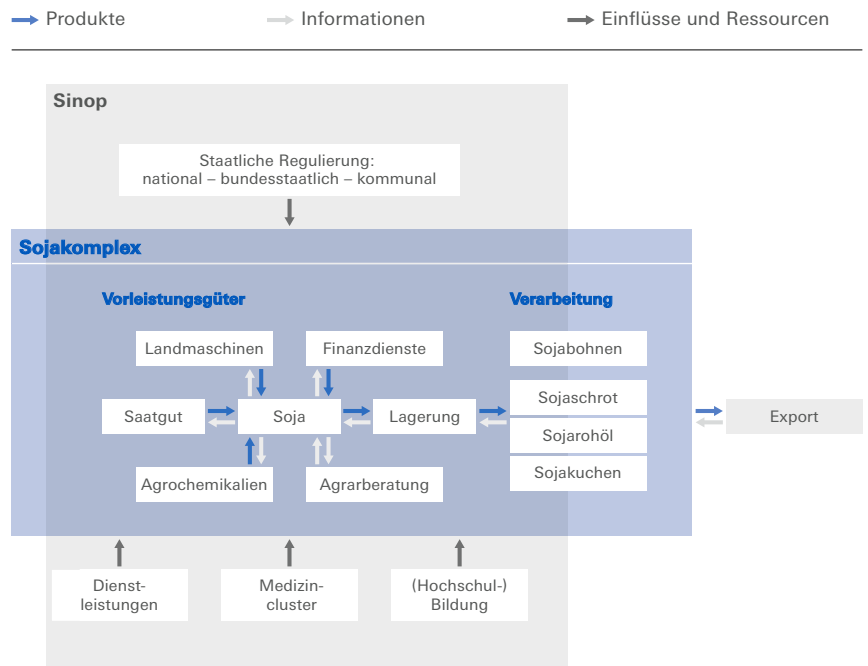 Produkte
Informationen
Einflüsse und Ressourcen
Sinop
Staatliche Regulierung:
national – bundesstaatlich – kommunal
Sojakomplex
Vorleistungsgüter
Verarbeitung
Landmaschinen
Finanzdienste
Sojabohnen
Saatgut
Soja
Lagerung
Sojaschrot
Sojarohöl
Sojakuchen
Export
Agrochemikalien
Agrarberatung
Dienst-
leistungen
Medizin-
cluster
(Hochschul-)
Bildung